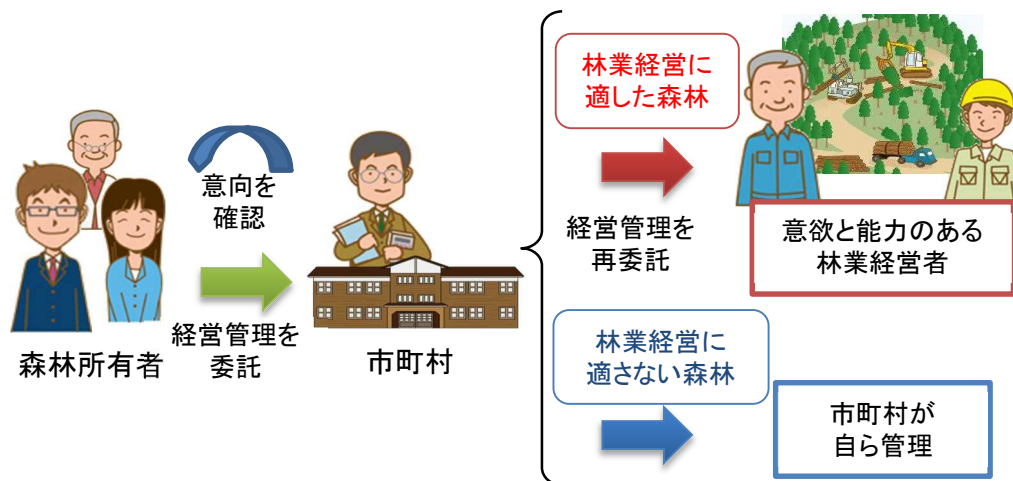 森林所有者
意向を
確認
経営管理を
委託
市町村
林業経営に
適した森林
経営管理を
再委託
意欲と能力のある
林業経営者
林業経営に
適さない森林
市町村が
自ら管理